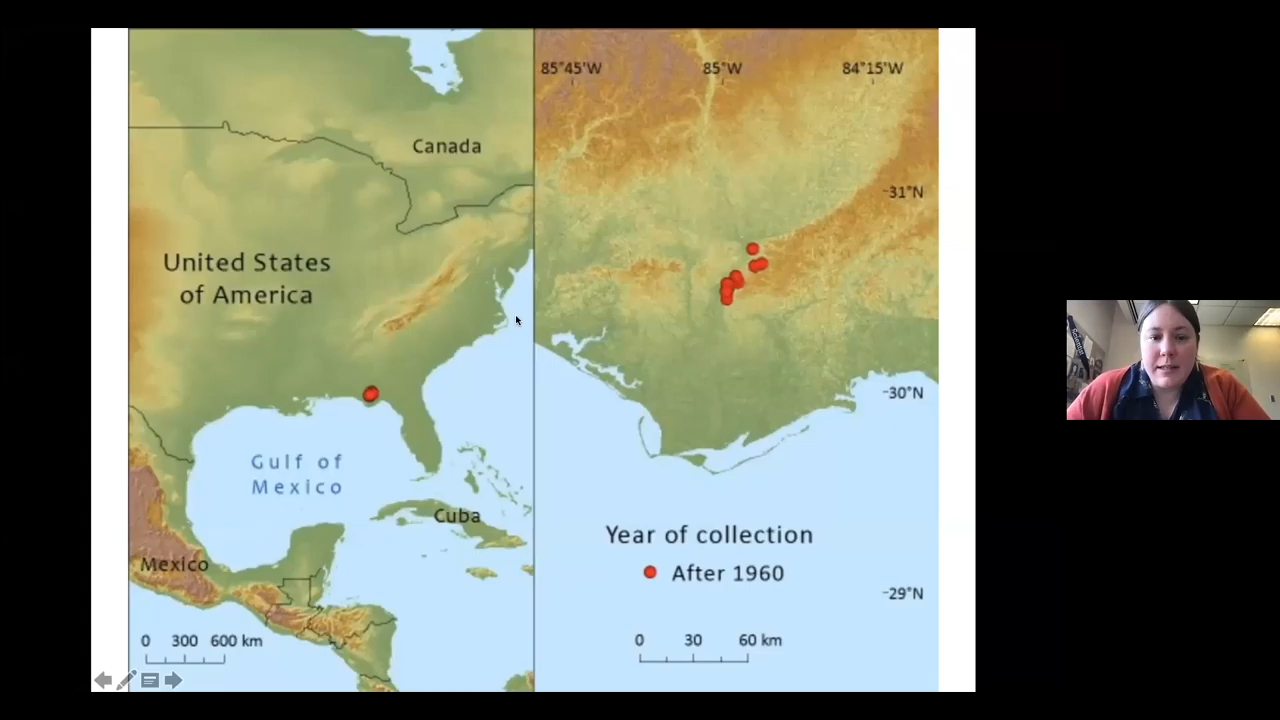 Canada
United States
of America
Gulf of
Mexico
Cuba
Mexico
0 300 600 km
85°45'W 85°W 84°15'W
31°N
30°N
Year of collection
After 1960
29°N
0 30 60 km